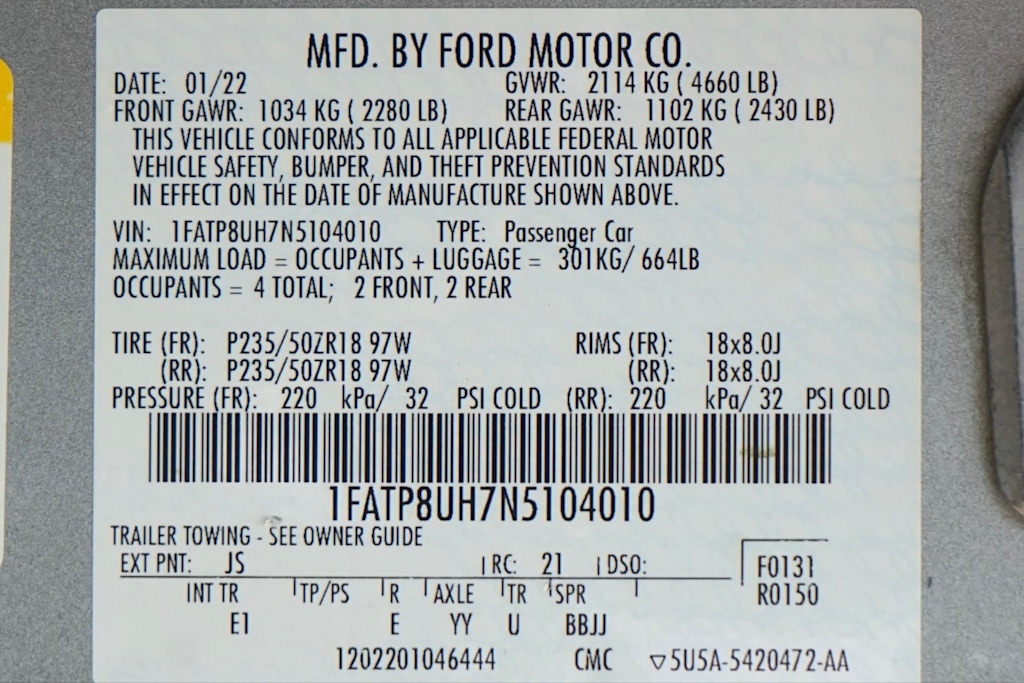 MFD. BY FORD MOTOR CO.
DATE: 01/22 GVWR: 2114 KG ( 4660 LB)
FRONT GAWR: 1034 KG ( 2280 LB) REAR GAWR: 1102 KG ( 2430 LB)
THIS VEHICLE CONFORMS TO ALL APPLICABLE FEDERAL MOTOR
VEHICLE SAFETY, BUMPER, AND THEFT PREVENTION STANDARDS
IN EFFECT ON THE DATE OF MANUFACTURE SHOWN ABOVE.
VIN: 1FATP8UH7N5104010 TYPE: Passenger Car
MAXIMUM LOAD = OCCUPANTS + LUGGAGE = 301KG/ 664LB
OCCUPANTS = 4 TOTAL; 2 FRONT, 2 REAR
TIRE (FR): P235/50ZR18 97W RIMS (FR): 18x8.0J
(RR): P235/50ZR18 97W (RR): 18x8.0J
PRESSURE (FR): 220 kPa/ 32 PSI COLD (RR): 220 kPa/ 32 PSI COLD
1FATP8UH7N5104010
TRAILER TOWING - SEE OWNER GUIDE
EXT PNT: JS RC: 21 DSO: F0131
INT TR TP/PS R AXLE TR SPR R0150
E1 E YY U BBJJ
1202201046444 CMC ▽5U5A-5420472-AA